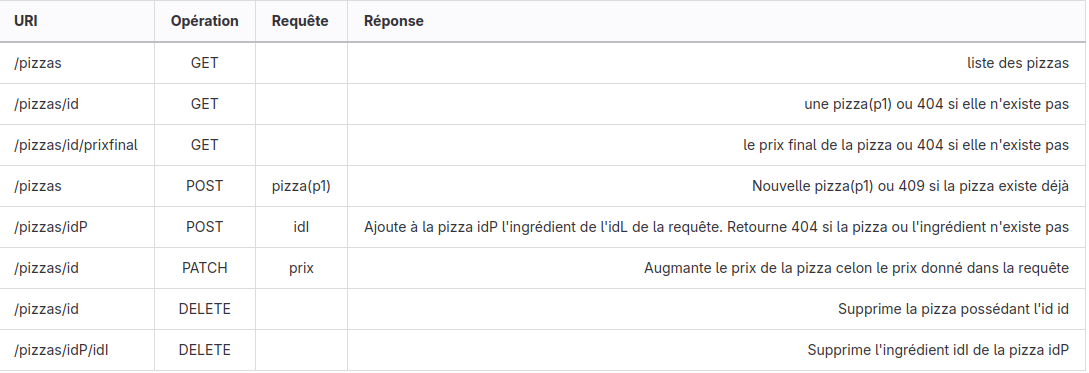 URI Opération Requête Réponse
/pizzas GET liste des pizzas
/pizzas/id GET une pizza(p1) ou 404 si elle n'existe pas
/pizzas/id/prixfinal GET le prix final de la pizza ou 404 si elle n'existe pas
/pizzas POST pizza(p1) Nouvelle pizza(p1) ou 409 si la pizza existe déjà
/pizzas/idP POST idI Ajoute à la pizza idP l'ingrédient de l'idL de la requête. Retourne 404 si la pizza ou l'ingrédient n'existe pas
/pizzas/id PATCH prix Augmante le prix de la pizza celon le prix donné dans la requête
/pizzas/id DELETE Supprime la pizza possédant l'id id
/pizzas/idP/idI DELETE Supprime l'ingrédient idI de la pizza idP